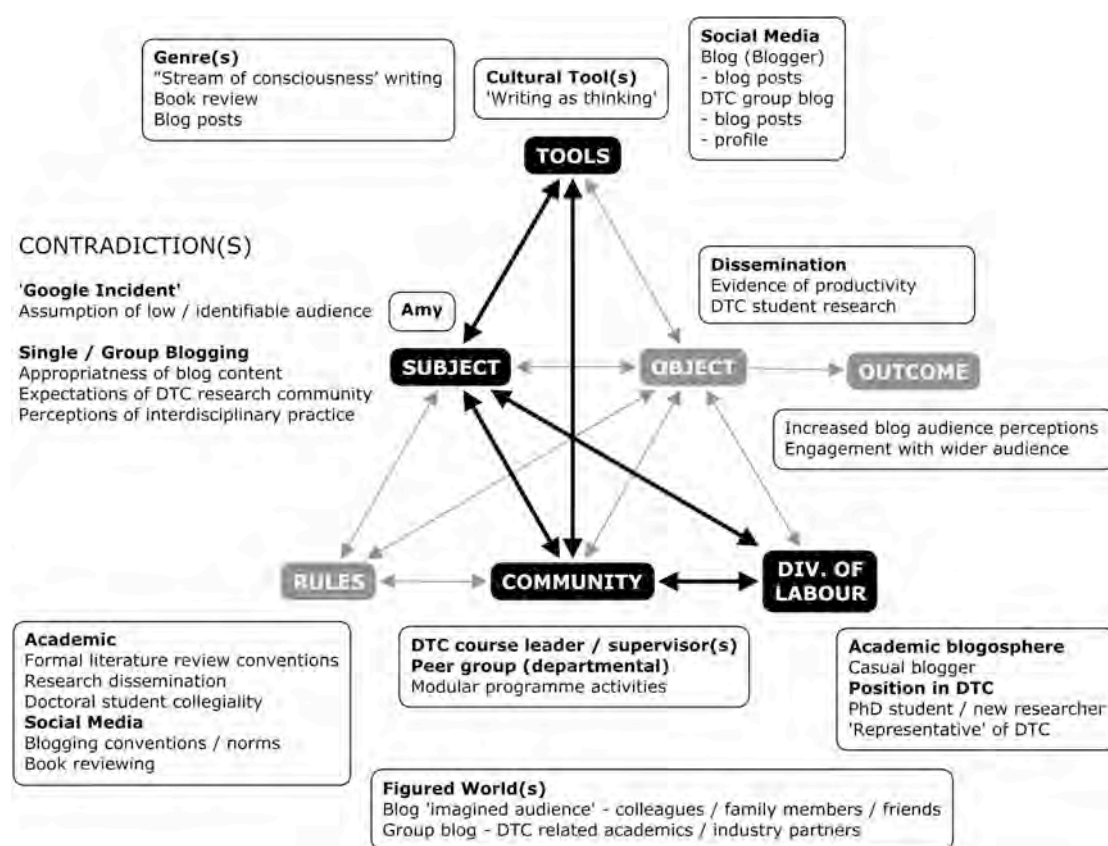 Genre(s)
"Stream of consciousness' writing
Book review
Blog posts
Cultural Tool(s)
'Writing as thinking'
Social Media
Blog (Blogger)
- blog posts
DTC group blog
- blog posts
- profile
TOOLS
CONTRADICTION(S)
'Google Incident'
Assumption of low / identifiable audience
Single / Group Blogging
Appropriatness of blog content
Expectations of DTC research community
Perceptions of interdisciplinary practice
Amy
Dissemination
Evidence of productivity
DTC student research
SUBJECT
OBJECT
OUTCOME
Increased blog audience perceptions
Engagement with wider audience
RULES
COMMUNITY
DIV. OF
LABOUR
Academic
Formal literature review conventions
Research dissemination
Doctoral student collegiality
Social Media
Blogging conventions / norms
Book reviewing
DTC course leader / supervisor(s)
Peer group (departmental)
Modular programme activities
Academic blogosphere
Casual blogger
Position in DTC
PhD student / new researcher
'Representative' of DTC
Figured World(s)
Blog 'imagined audience' - colleagues / family members / friends
Group blog - DTC related academics / industry partners